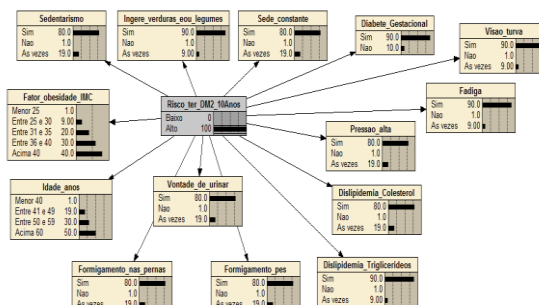 Sedentarismo
Sim 80.0
Nao 1.0
As vezes 19.0
Ingere_verduras_eou_legumes
Sim 90.0
Nao 1.0
As vezes 9.00
Sede_constante
Sim 80.0
Nao 1.0
As vezes 19.0
Diabete_Gestacional
Sim 90.0
Nao 10.0
Visao_turva
Sim 90.0
Nao 1.0
As vezes 9.00
Fator_obesidade_IMC
Menor 25 1.0
Entre 25 e 30 9.00
Entre 31 e 35 20.0
Entre 36 e 40 30.0
Acima 40 40.0
Risco_ter_DM2_10Anos
Baixo 0
Alto 100
Fadiga
Sim 90.0
Nao 1.0
As vezes 9.00
Pressao_alta
Sim 80.0
Nao 1.0
As vezes 19.0
Idade_anos
Menor 40 1.0
Entre 41 e 49 19.0
Entre 50 e 59 30.0
Acima 60 50.0
Vontade_de_urinar
Sim 80.0
Nao 1.0
As vezes 19.0
Dislipidemia_Colesterol
Sim 80.0
Nao 1.0
As vezes 19.0
Formigamento_nas_pernas
Sim 80.0
Nao 1.0
As vezes 19.0
Formigamento_pes
Sim 80.0
Nao 1.0
As vezes 19.0
Dislipidemia_Triglicerideos
Sim 90.0
Nao 1.0
As vezes 9.00